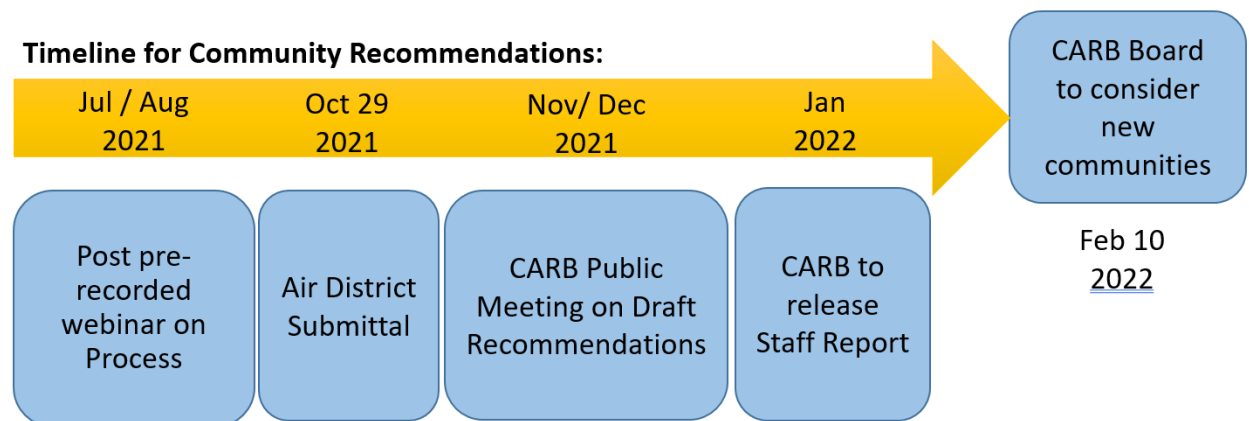 Timeline for Community Recommendations:
Jul / Aug
2021
Oct 29
2021
Nov/ Dec
2021
Jan
2022
CARB Board
to consider
new
communities
Feb 10
2022
Post pre-
recorded
webinar on
Process
Air District
Submittal
CARB Public
Meeting on Draft
Recommendations
CARB to
release
Staff Report